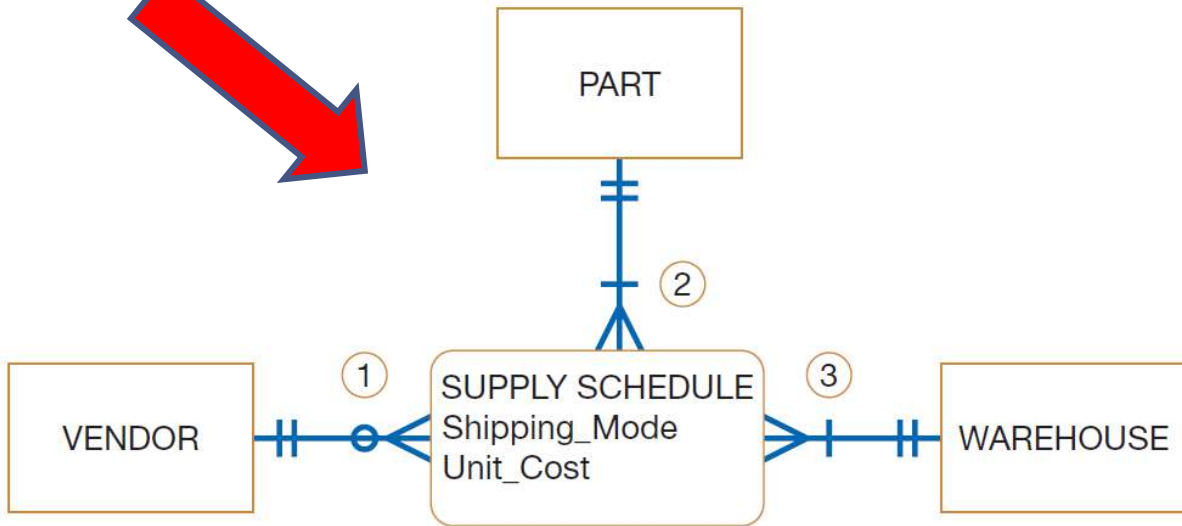 PART
2
1
SUPPLY SCHEDULE
3
Shipping_Mode
VENDOR
WAREHOUSE
Unit_Cost